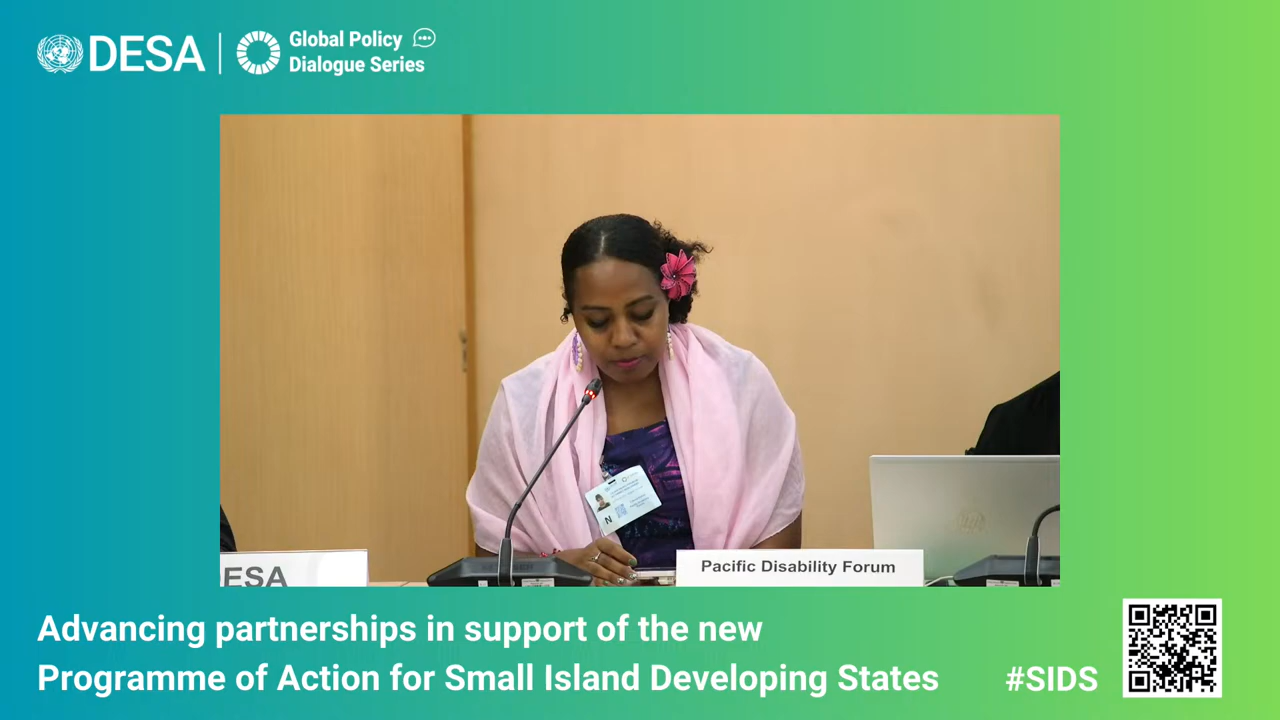 DESA
Global Policy
Dialogue Series
ESA
Pacific Disability Forum
N
Advancing partnerships in support of the new
Programme of Action for Small Island Developing States
#SIDS